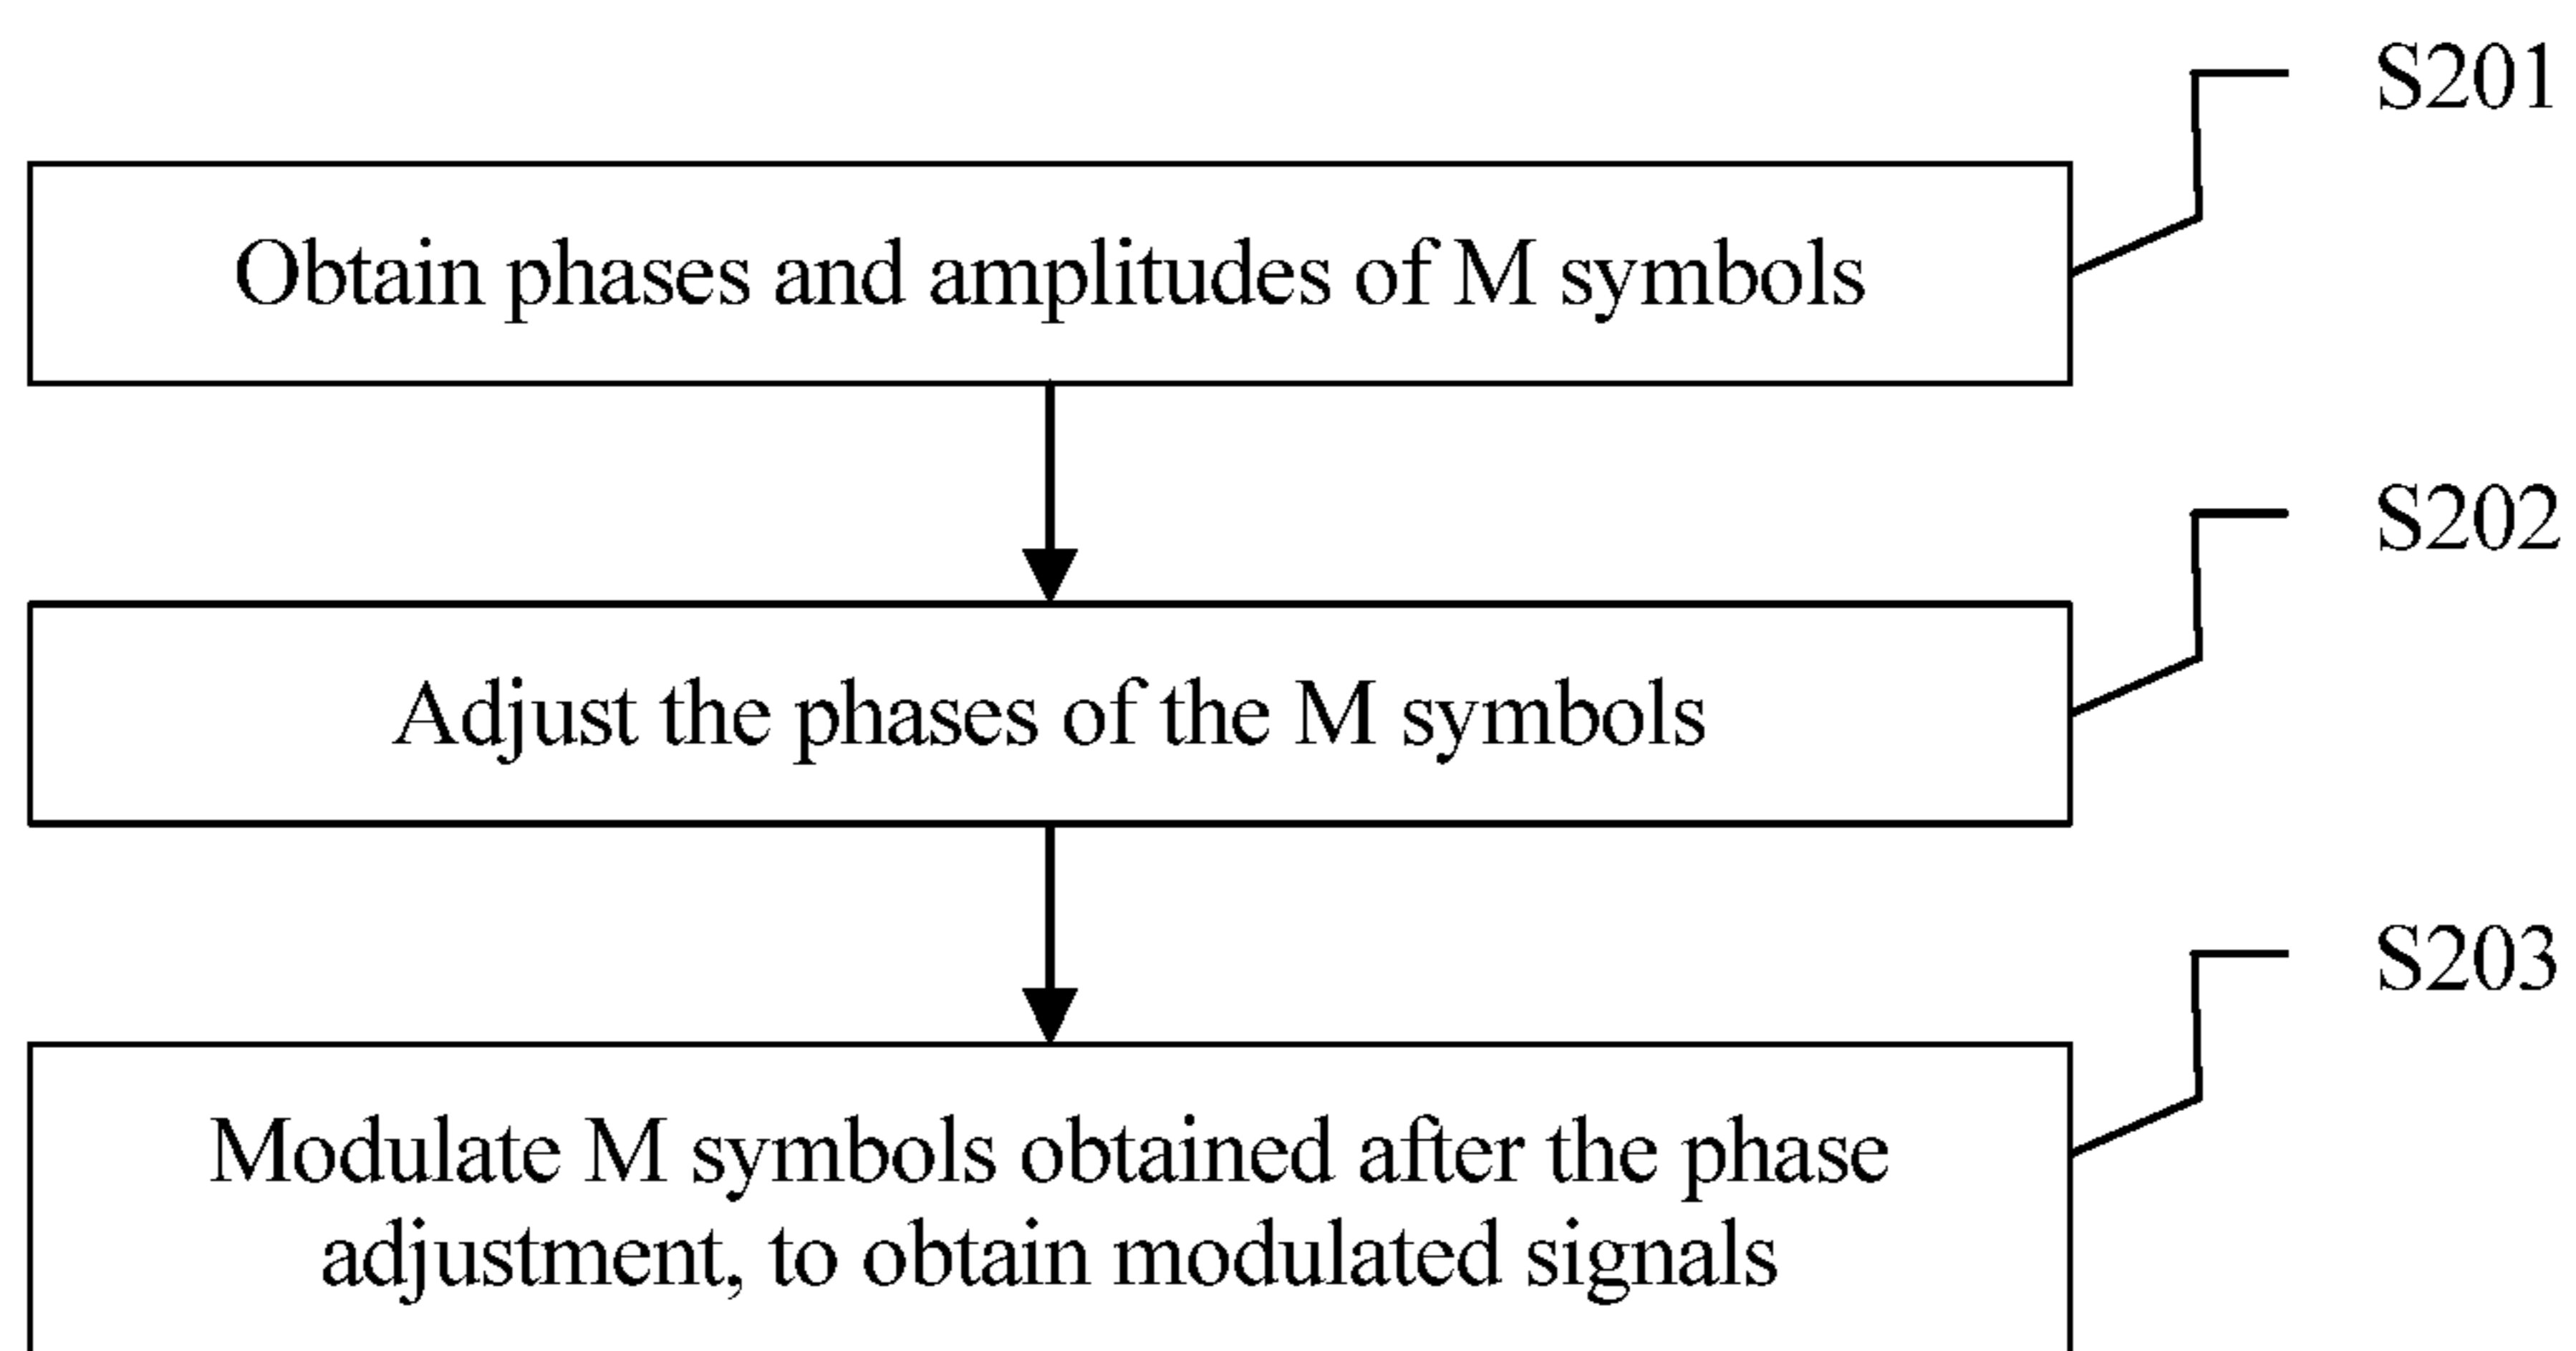 S201
Obtain phases and amplitudes of M symbols
S202
Adjust the phases of the M symbols
S203
Modulate M symbols obtained after the phase
adjustment, to obtain modulated signals